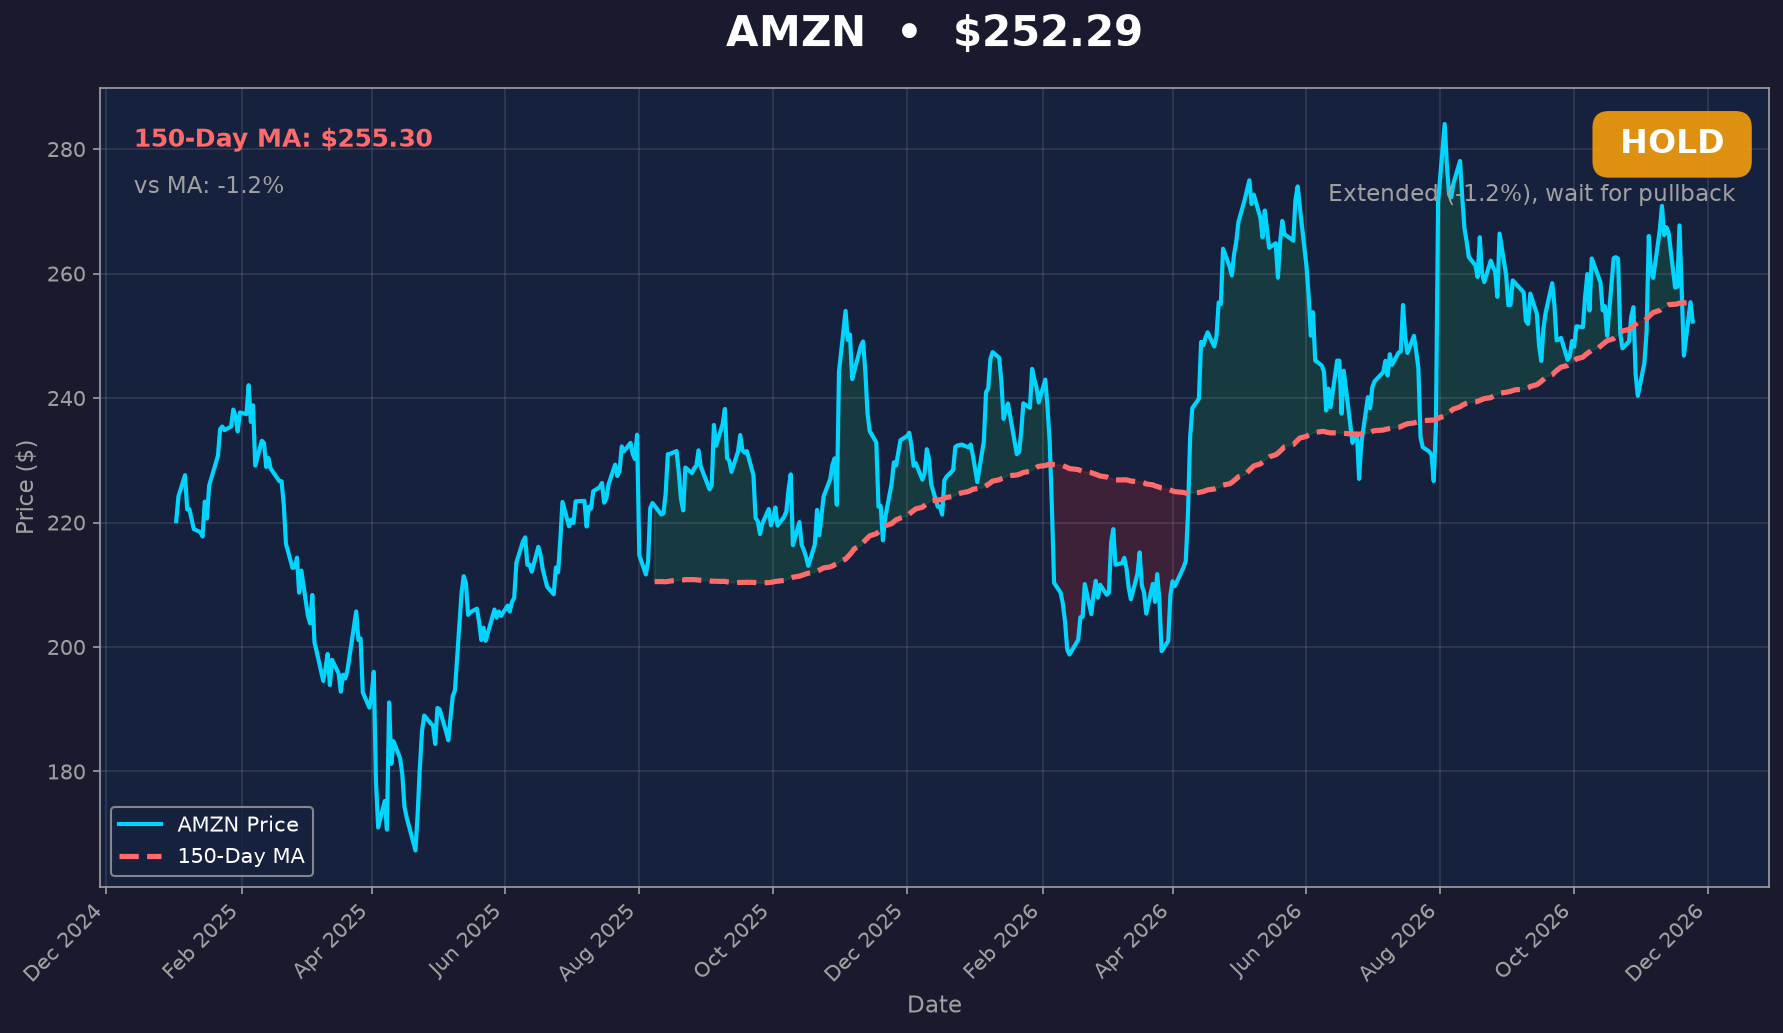 AMZN • $252.29
150-Day MA: $255.30
vs MA: -1.2%
HOLD
Extended (-1.2%), wait for pullback
Price ($)
280
260
240
220
200
180
AMZN Price
150-Day MA
Dec 2024
Feb 2025
Apr 2025
Jun 2025
Aug 2025
Oct 2025
Dec 2025
Feb 2026
Apr 2026
Jun 2026
Aug 2026
Oct 2026
Dec 2026
Date